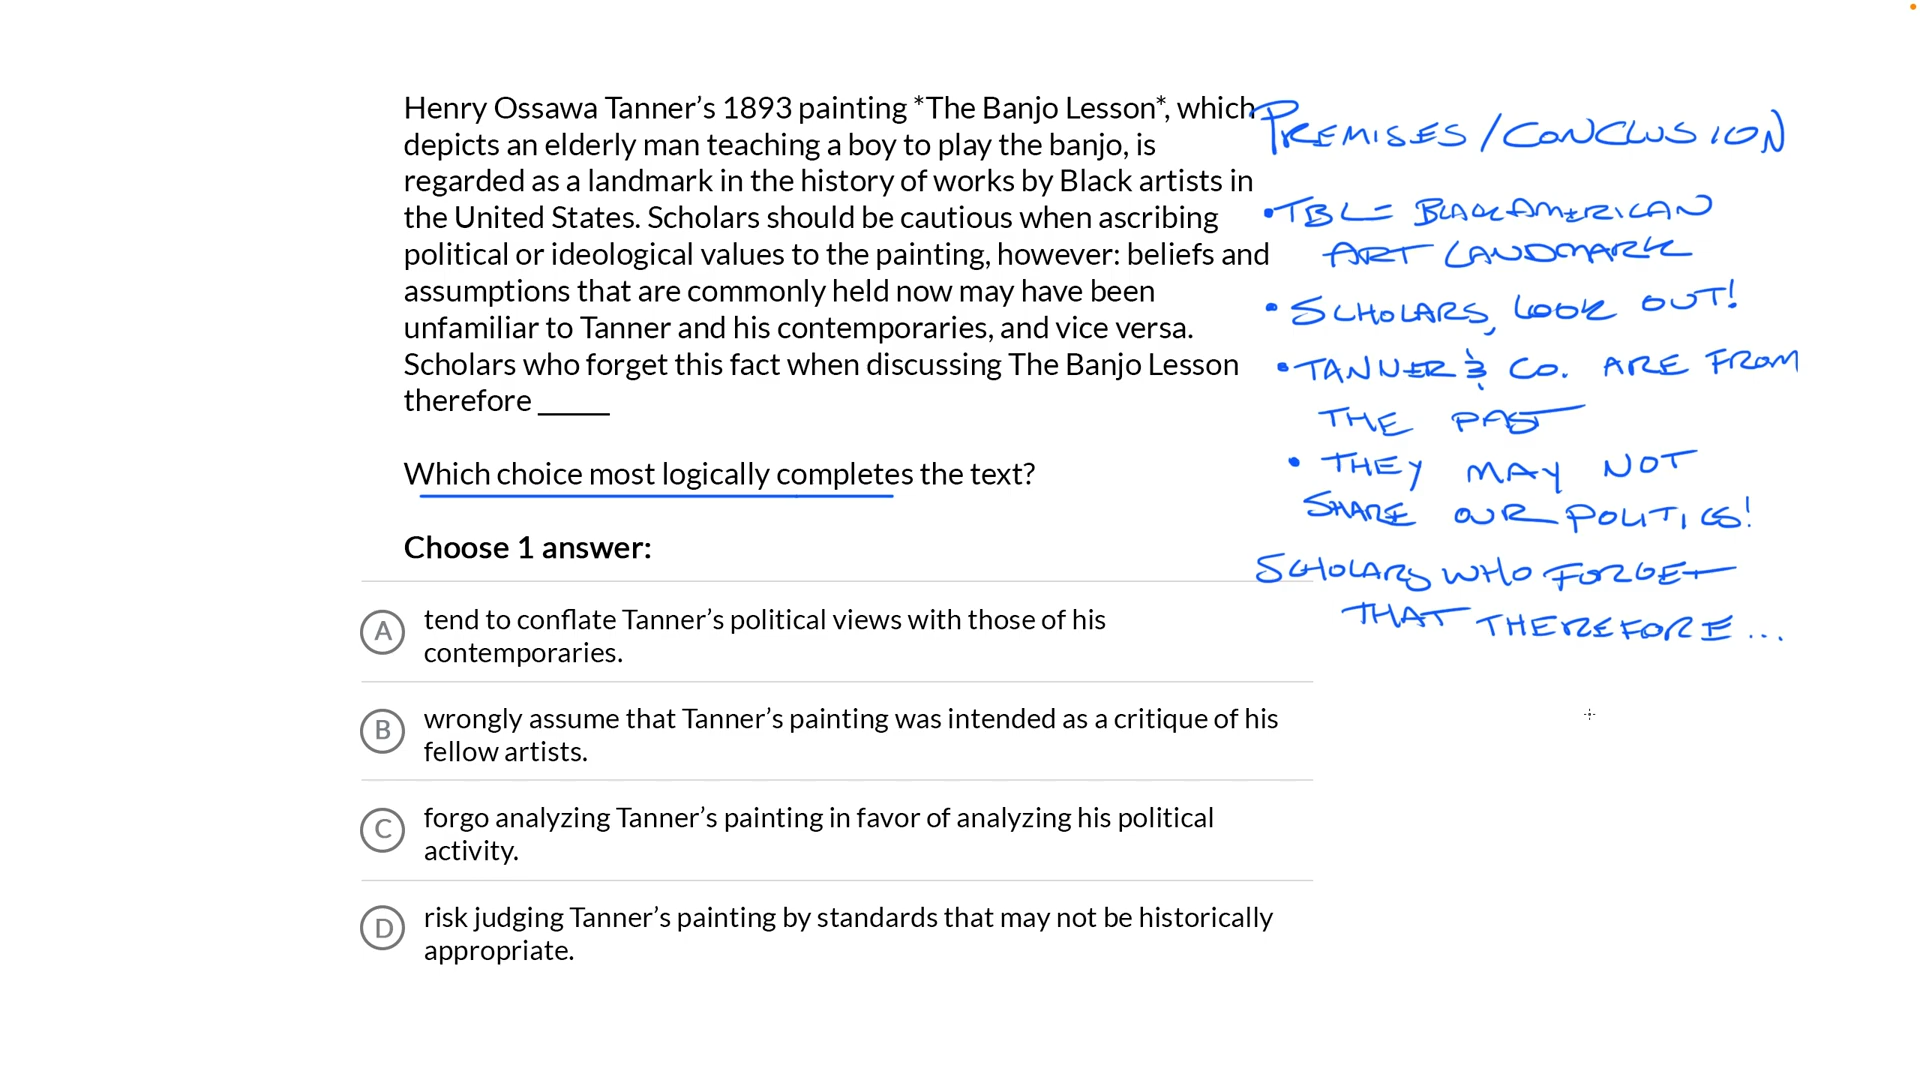 Henry Ossawa Tanner’s 1893 painting *The Banjo Lesson*, which
depicts an elderly man teaching a boy to play the banjo, is
regarded as a landmark in the history of works by Black artists in
the United States. Scholars should be cautious when ascribing
political or ideological values to the painting, however: beliefs and
assumptions that are commonly held now may have been
unfamiliar to Tanner and his contemporaries, and vice versa.
Scholars who forget this fact when discussing The Banjo Lesson
therefore _____
Which choice most logically completes the text?
Choose 1 answer:
A tend to conflate Tanner’s political views with those of his
contemporaries.
B wrongly assume that Tanner’s painting was intended as a critique of his
fellow artists.
C forgo analyzing Tanner’s painting in favor of analyzing his political
activity.
D risk judging Tanner’s painting by standards that may not be historically
appropriate.
PREMISES/CONCLUSION
• TBL = BLACK AMERICAN
ART LANDMARK
• SCHOLARS, LOOK OUT!
• TANNER & CO. ARE FROM
THE PAST
• THEY MAY NOT
SHARE OUR POLITICS!
SCHOLARS WHO FORGET
THAT THEREFORE...